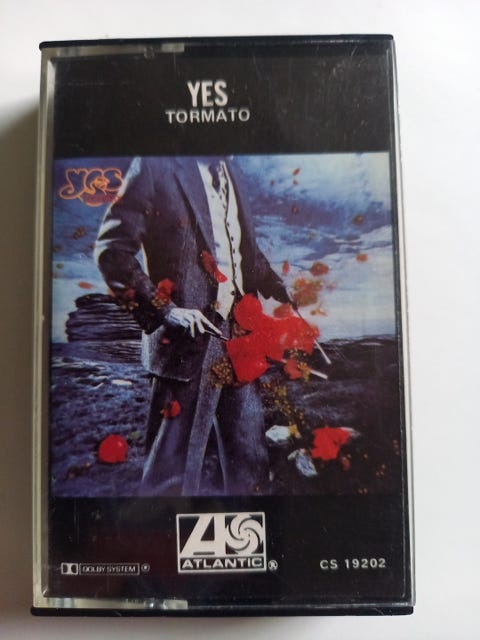 YES
TORMATO
yes
DOLBY SYSTEM ®
ATLANTIC ®
CS 19202